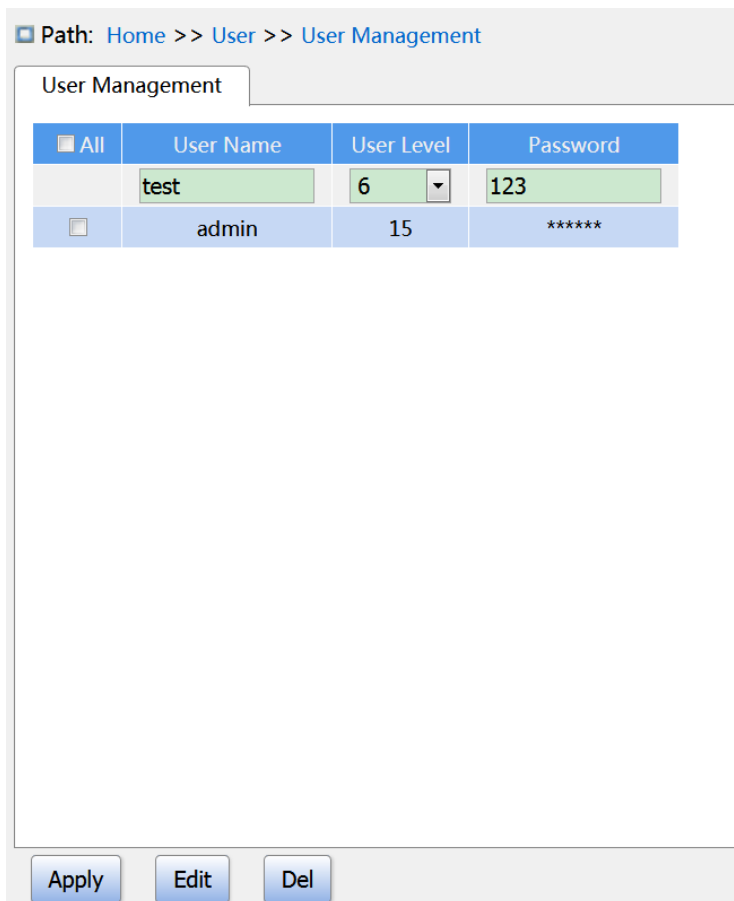 Path: Home >> User >> User Management
User Management
All User Name User Level Password
test 6 123
admin 15 ******
Apply Edit Del